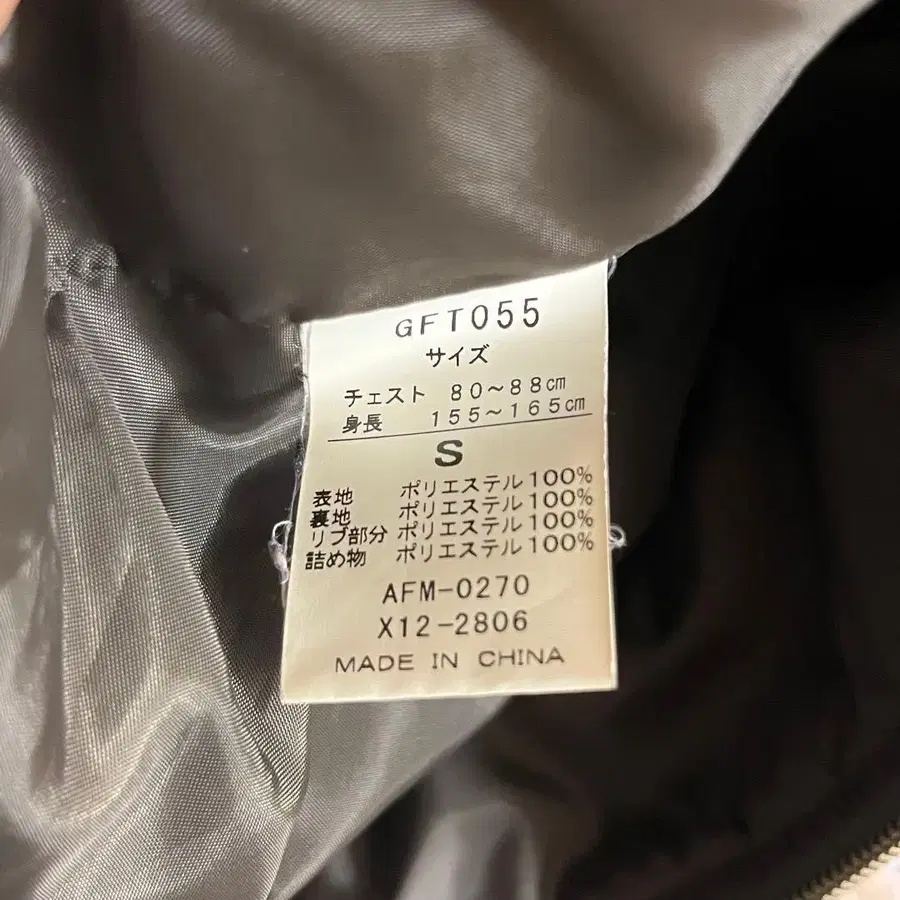 GFT055
サイズ
チェスト 80～88㎝
身長 155～165㎝
S
表地 ポリエステル100%
裏地 ポリエステル100%
リブ部分 ポリエステル100%
詰め物 ポリエステル100%
AFM-0270
X12-2806
MADE IN CHINA